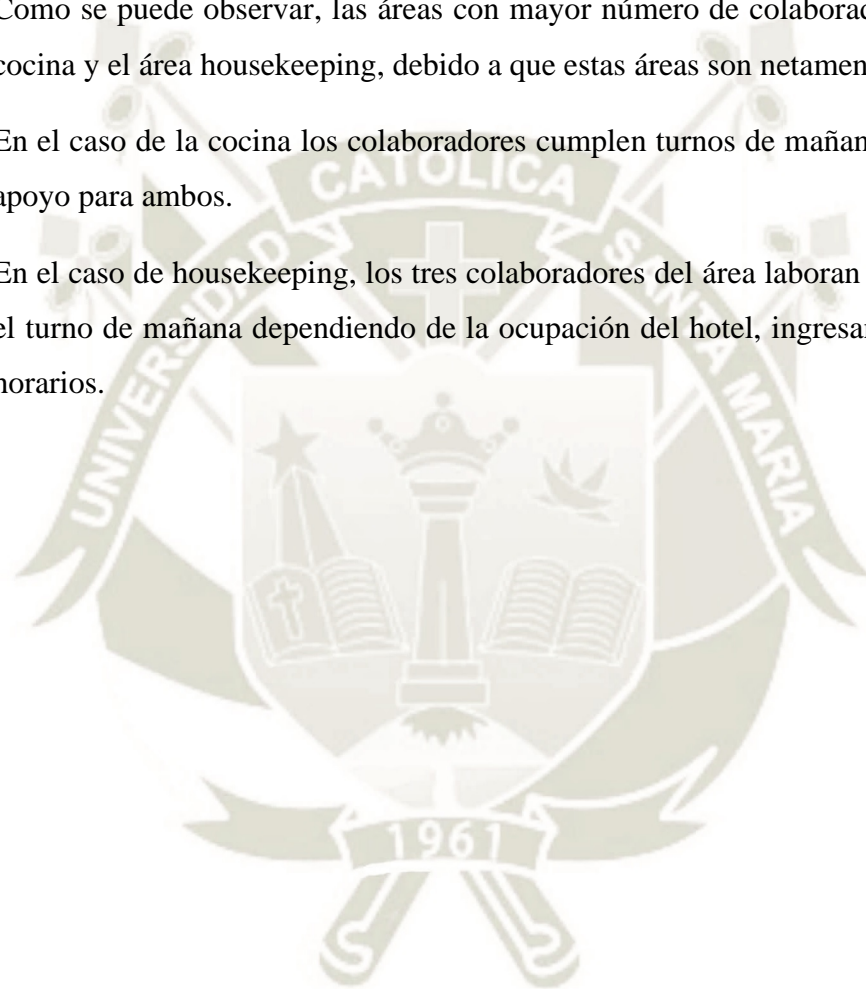 Como se puede observar, las áreas con mayor número de colaborad
cocina y el área housekeeping, debido a que estas áreas son netamen
En el caso de la cocina los colaboradores cumplen turnos de mañan
apoyo para ambos.
En el caso de housekeeping, los tres colaboradores del área laboran
el turno de mañana dependiendo de la ocupación del hotel, ingresa
horarios.
UNIVERSIDAD CATOLICA SANTA MARIA
1961